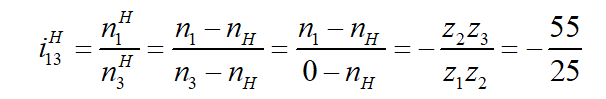 i_{13}^{H} = \frac{n_1^H}{n_3^H} = \frac{n_1 - n_H}{n_3 - n_H} = \frac{n_1 - n_H}{0 - n_H} = -\frac{z_2 z_3}{z_1 z_2} = -\frac{55}{25}